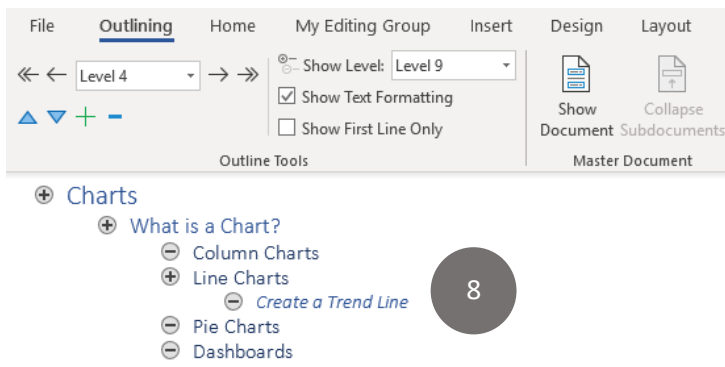 File Outlining Home My Editing Group Insert Design Layout
Level 4
Show Level: Level 9
Show Text Formatting
Show First Line Only
Outline Tools
Show Document
Collapse Subdocuments
Master Document
Charts
What is a Chart?
Column Charts
Line Charts
Create a Trend Line
8
Pie Charts
Dashboards